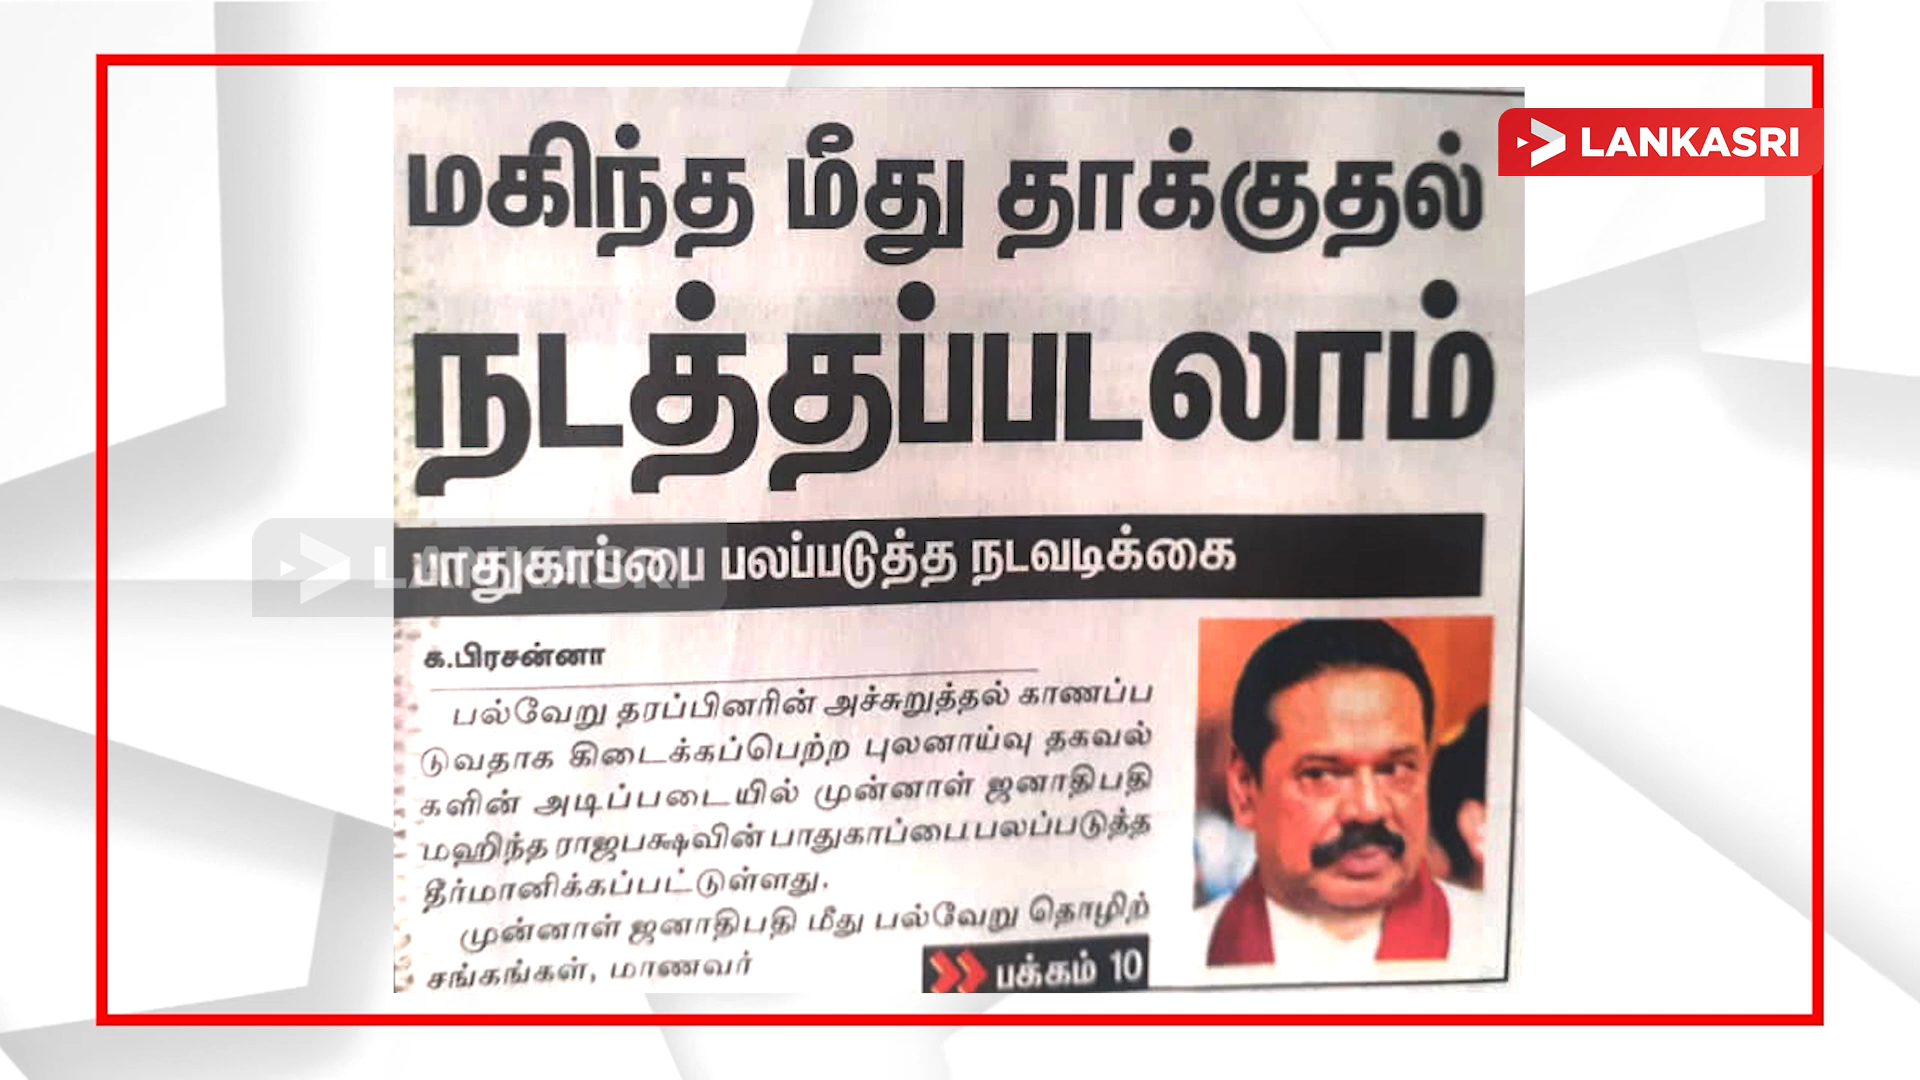 LANKASRI
மகிந்த மீது தாக்குதல்
நடத்தப்படலாம்
பாதுகாப்பை பலப்படுத்த நடவடிக்கை
LANKASRI
க.பிரசன்னா
பல்வேறு தரப்பினரின் அச்சுறுத்தல் காணப்ப
டுவதாக கிடைக்கப்பெற்ற புலனாய்வு தகவல்
களின் அடிப்படையில் முன்னாள் ஜனாதிபதி
மஹிந்த ராஜபக்ஷவின் பாதுகாப்பை பலப்படுத்த
தீர்மானிக்கப்பட்டுள்ளது.
முன்னாள் ஜனாதிபதி மீது பல்வேறு தொழிற்
சங்கங்கள், மாணவர்
பக்கம் 10